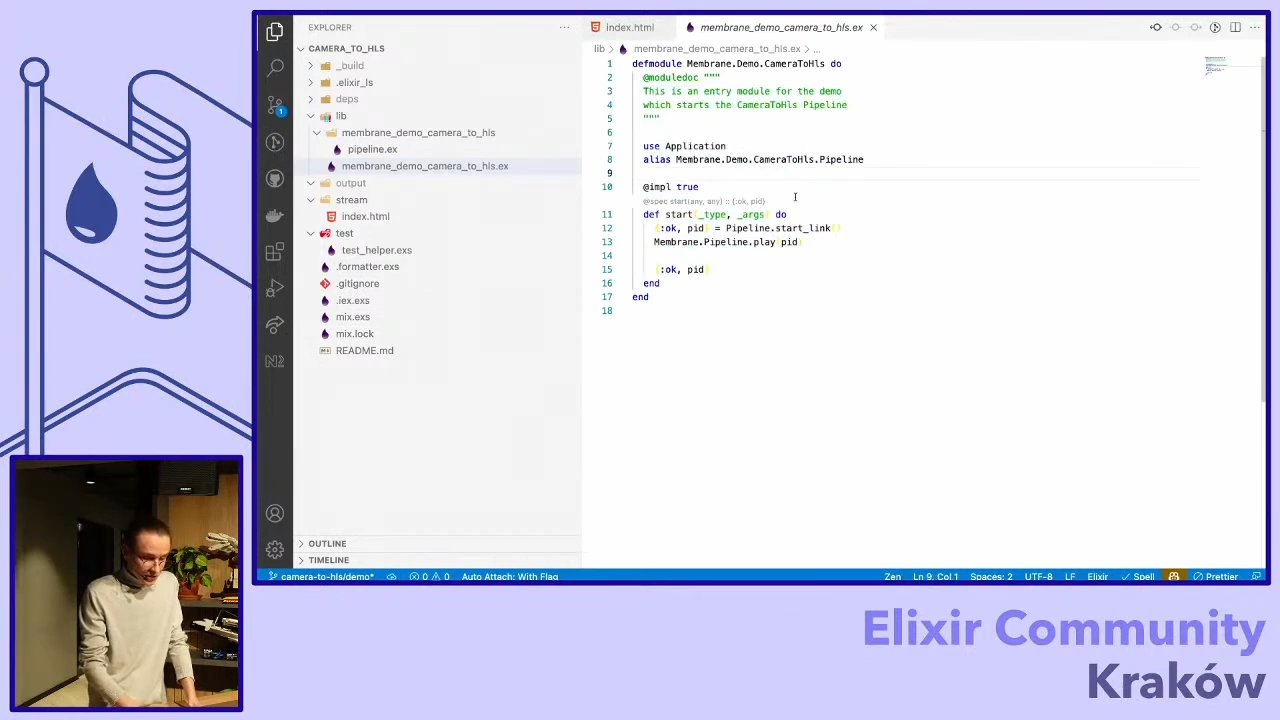 EXPLORER
CAMERA_TO_HLS
_build
.elixir_ls
deps
lib
membrane_demo_camera_to_hls
pipeline.ex
membrane_demo_camera_to_hls.ex
output
stream
index.html
test
test_helper.exs
.formatter.exs
.gitignore
.iex.exs
mix.exs
mix.lock
README.md
OUTLINE
TIMELINE
index.html
membrane_demo_camera_to_hls.ex
lib > membrane_demo_camera_to_hls.ex > ...
1 defmodule Membrane.Demo.CameraToHls do
2 @moduledoc """
3 This is an entry module for the demo
4 which starts the CameraToHls Pipeline
5 """
6
7 use Application
8 alias Membrane.Demo.CameraToHls.Pipeline
9
10 @impl true
@spec start(any, any) :: {:ok, pid}
11 def start(_type, _args) do
12 {:ok, pid} = Pipeline.start_link()
13 Membrane.Pipeline.play(pid)
14
15 {:ok, pid}
16 end
17 end
18
1
camera-to-hls/demo* 0 0 Auto Attach: With Flag Zen Ln 9, Col 1 Spaces: 2 UTF-8 LF Elixir Spell Prettier
Elixir Community
Kraków